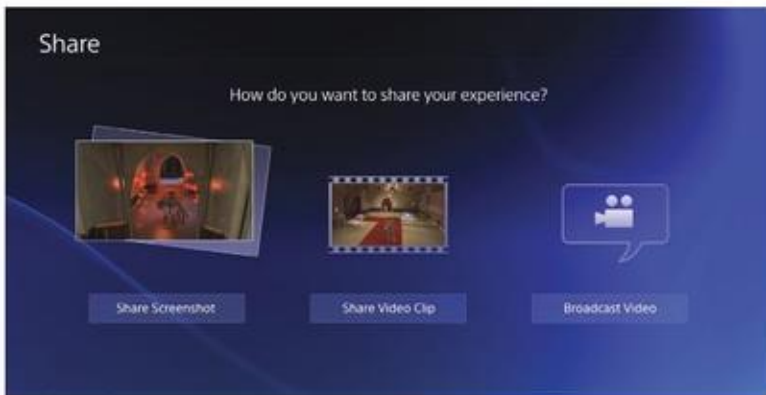 Share
How do you want to share your experience?
Share Screenshot
Share Video Clip
Broadcast Video